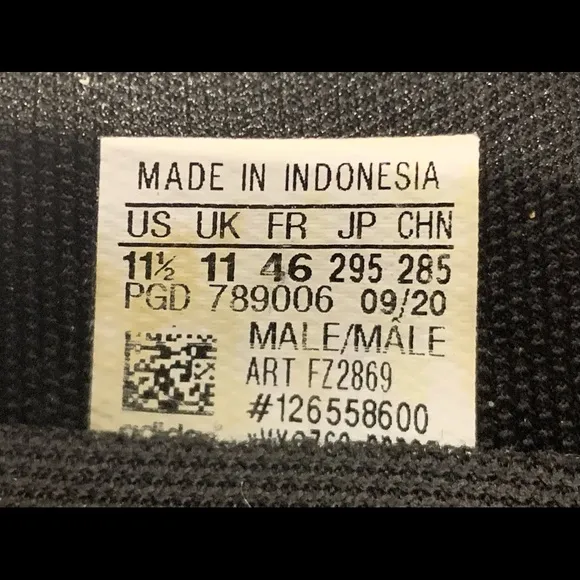 MADE IN INDONESIA
US UK FR JP CHN
11½ 11 46 295 285
PGD 789006 09/20
MALE/MÂLE
ART FZ2869
#126558600